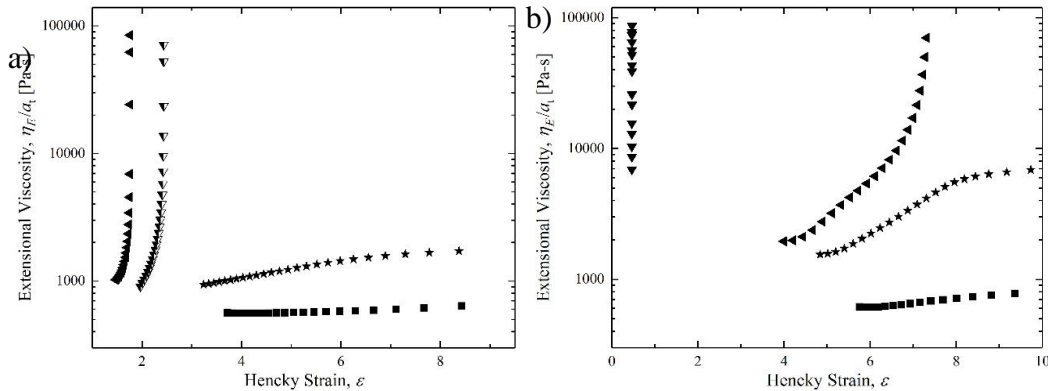 a)
100000
10000
1000
Extensional Viscosity, η_E/a_t [Pa-s]
2 4 6 8
Hencky Strain, ε
b)
100000
10000
1000
Extensional Viscosity, η_E/a_t [Pa-s]
0 2 4 6 8 10
Hencky Strain, ε